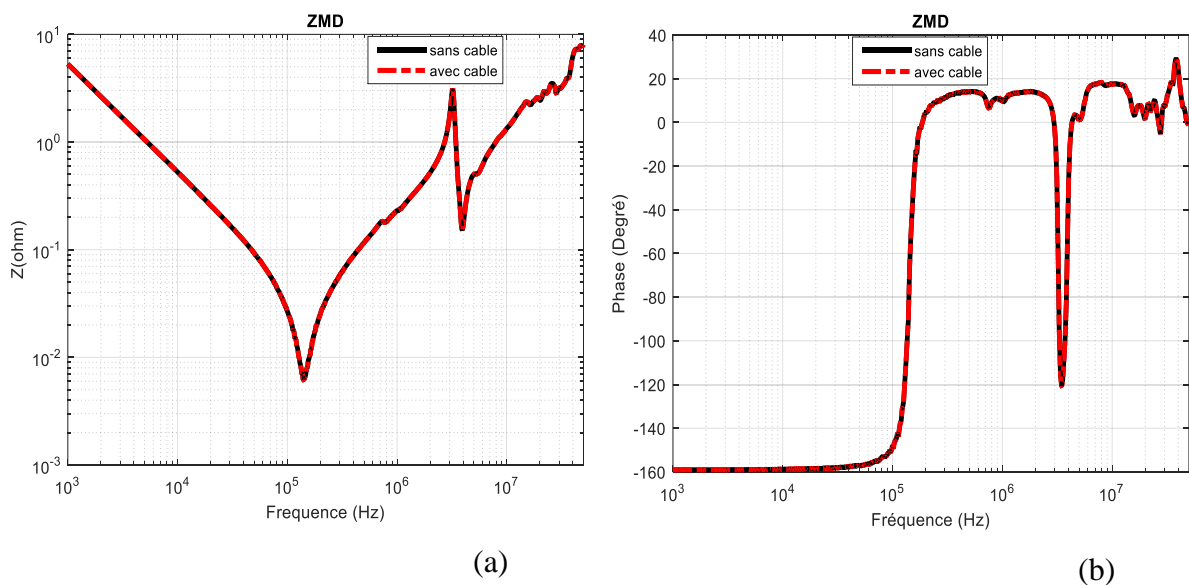 ZMD
sans cable
avec cable
10^1
10^0
10^-1
10^-2
10^-3
Z(ohm)
10^3
10^4
10^5
10^6
10^7
Frequence (Hz)
(a)
ZMD
sans cable
avec cable
40
20
0
-20
-40
-60
-80
-100
-120
-140
-160
Phase (Degré)
10^3
10^4
10^5
10^6
10^7
Fréquence (Hz)
(b)